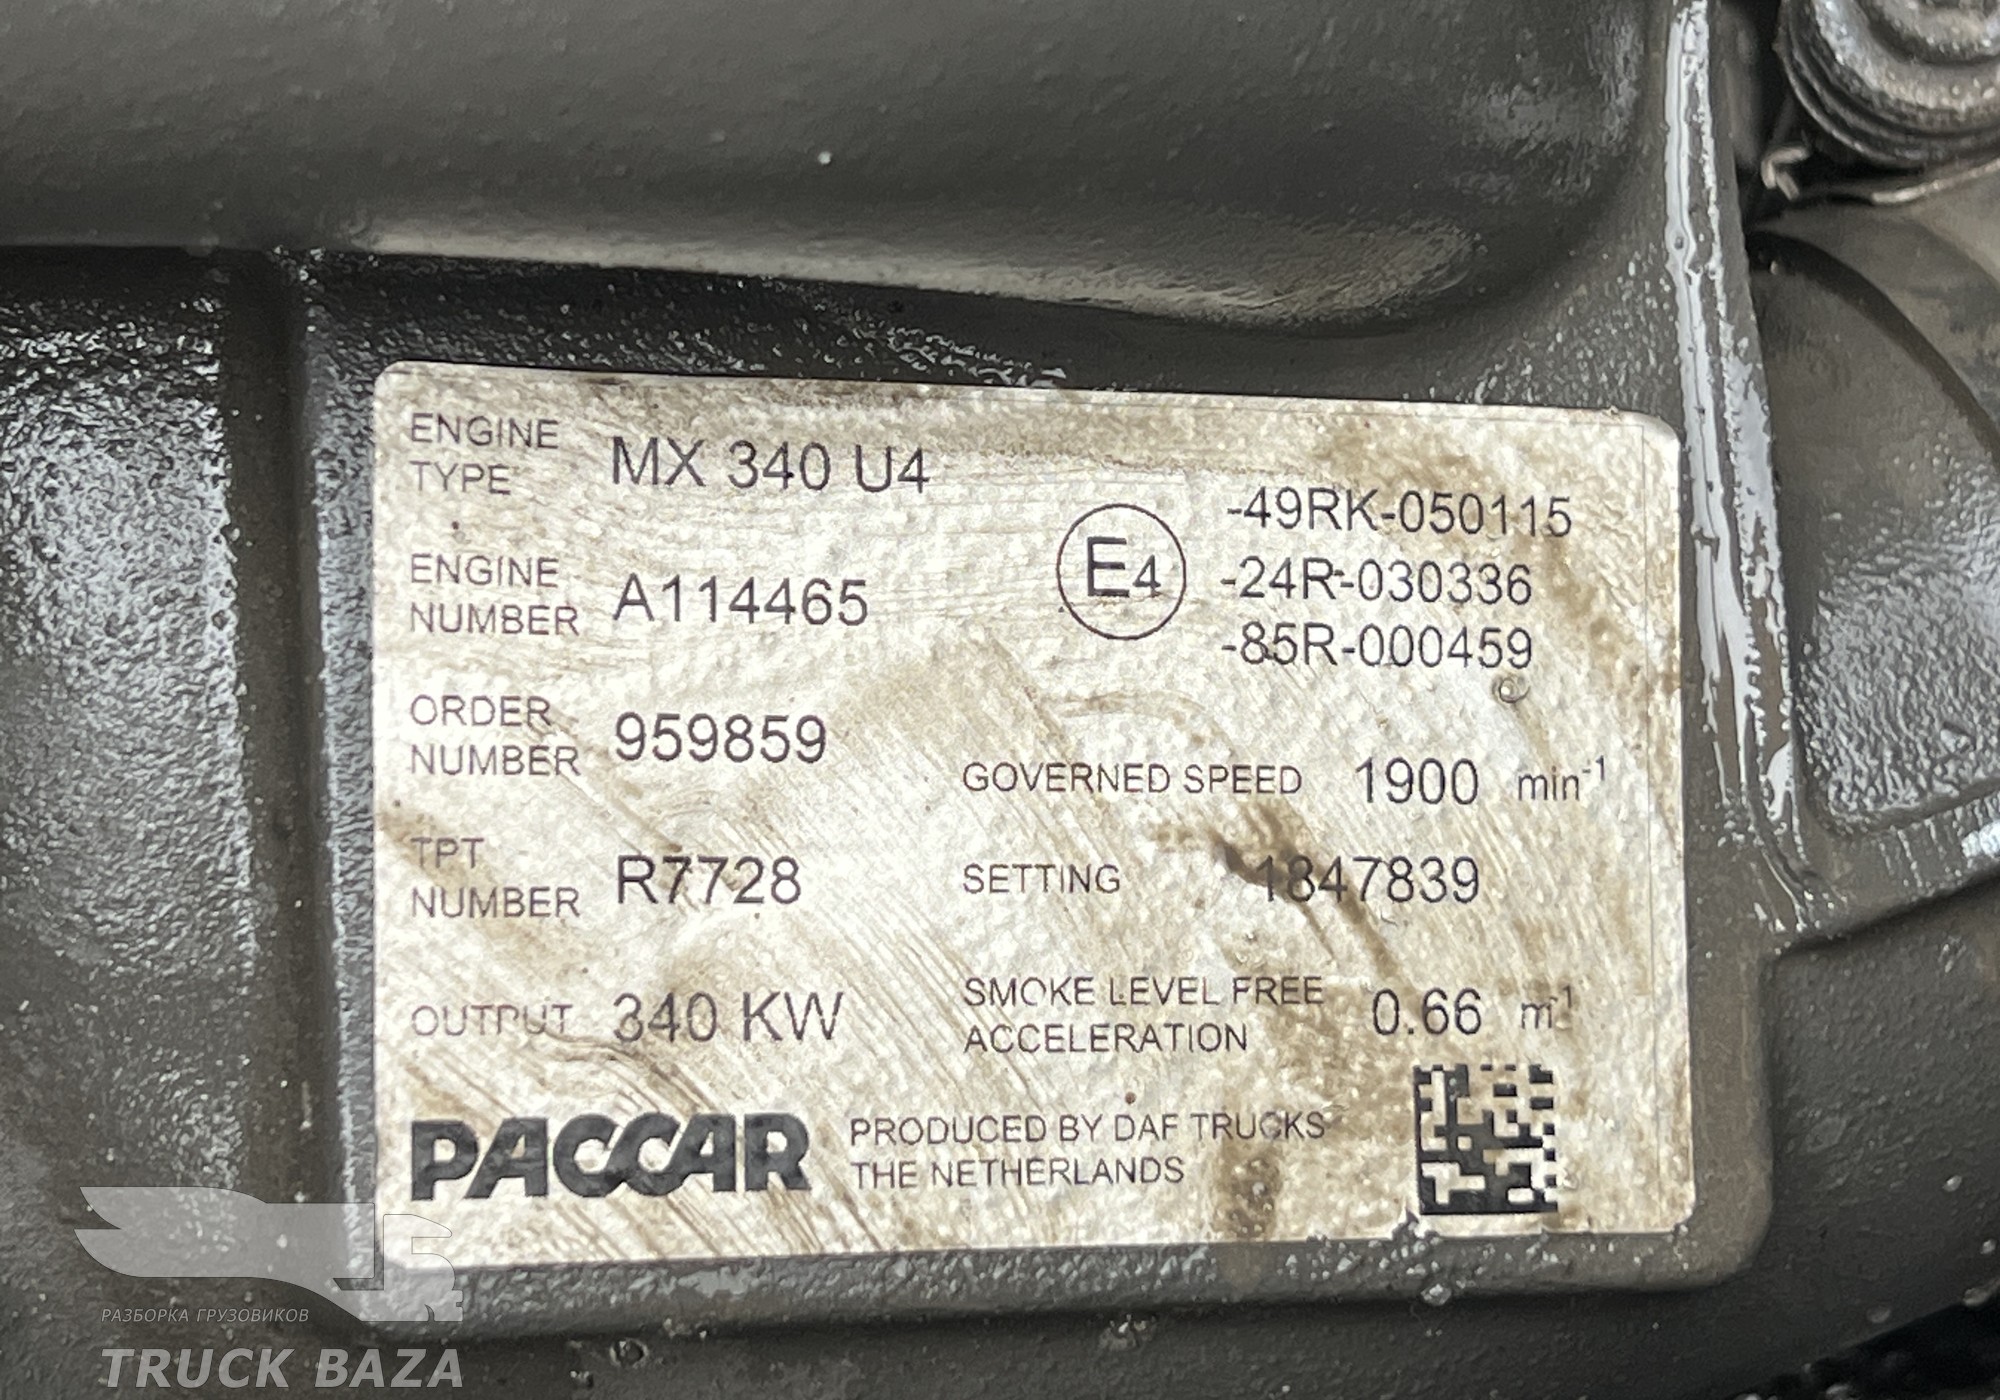 ENGINE TYPE MX 340 U4
ENGINE NUMBER A114465
ORDER NUMBER 959859
TPT NUMBER R7728
OUTPUT 340 KW
E4
-49RK-050115
-24R-030336
-85R-000459
GOVERNED SPEED 1900 min-1
SETTING 1847839
SMOKE LEVEL FREE ACCELERATION 0.66 m-1
PACCAR
PRODUCED BY DAF TRUCKS
THE NETHERLANDS
РАЗБОРКА ГРУЗОВИКОВ
TRUCK BAZA